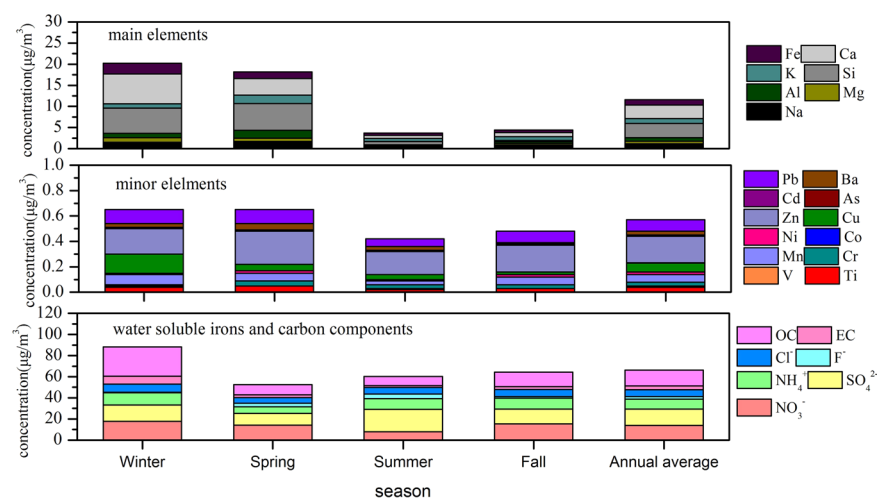 main elements
concentration(μg/m³)
30
25
20
15
10
5
0
Fe Ca
K Si
Al Mg
Na
minor elelments
concentration(μg/m³)
1.0
0.8
0.6
0.4
0.2
0.0
Pb Ba
Cd As
Zn Cu
Ni Co
Mn Cr
V Ti
water soluble irons and carbon components
concentration(μg/m³)
120
100
80
60
40
20
0
OC EC
Cl⁻ F⁻
NH₄⁺ SO₄²⁻
NO₃⁻
Winter Spring Summer Fall Annual average
season